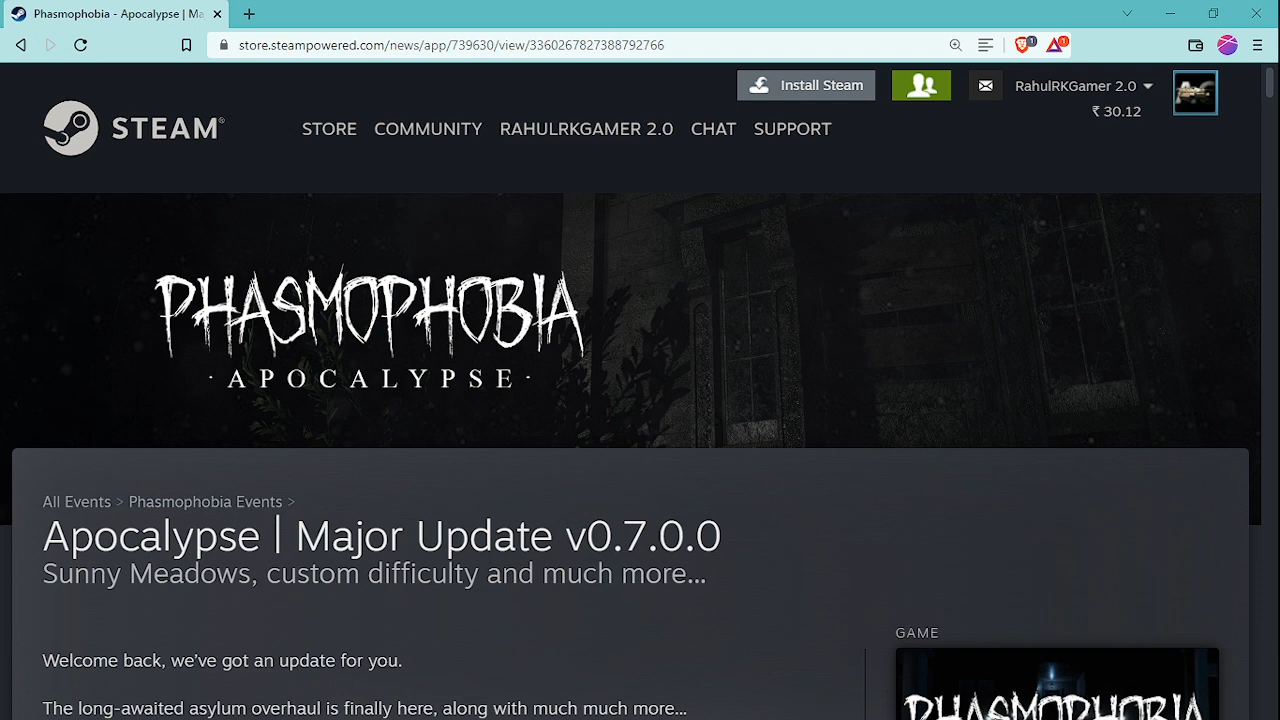 Phasmophobia - Apocalypse | Ma
store.steampowered.com/news/app/739630/view/3360267827388792766
1
1
Install Steam
RahulRKGamer 2.0
₹ 30.12
STEAM®
STORE COMMUNITY RAHULRKGAMER 2.0 CHAT SUPPORT
PHASMOPHOBIA
· APOCALYPSE ·
All Events > Phasmophobia Events >
Apocalypse | Major Update v0.7.0.0
Sunny Meadows, custom difficulty and much more...
GAME
Welcome back, we've got an update for you.
The long-awaited asylum overhaul is finally here, along with much much more...
PHASMOPHOBIA